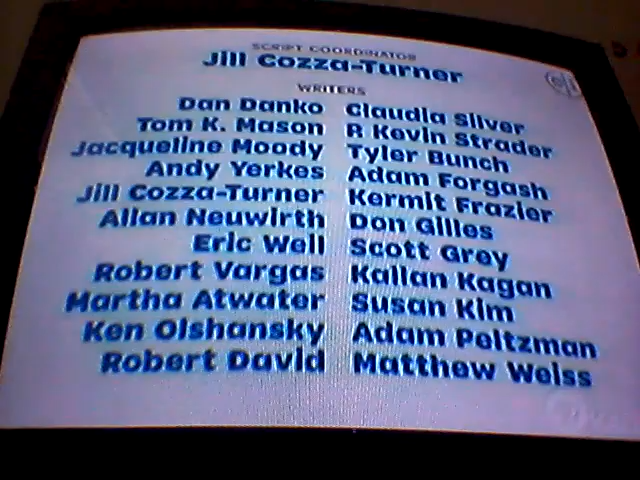 SCRIPT COORDINATOR
Jill Cozza-Turner
WRITERS
Dan Danko Claudia Silver
Tom K. Mason R Kevin Strader
Jacqueline Moody Tyler Bunch
Andy Yerkes Adam Forgash
Jill Cozza-Turner Kermit Frazier
Allan Neuwirth Don Gilles
Eric Weil Scott Grey
Robert Vargas Kallan Kagan
Martha Atwater Susan Kim
Ken Olshansky Adam Peltzman
Robert David Matthew Weiss